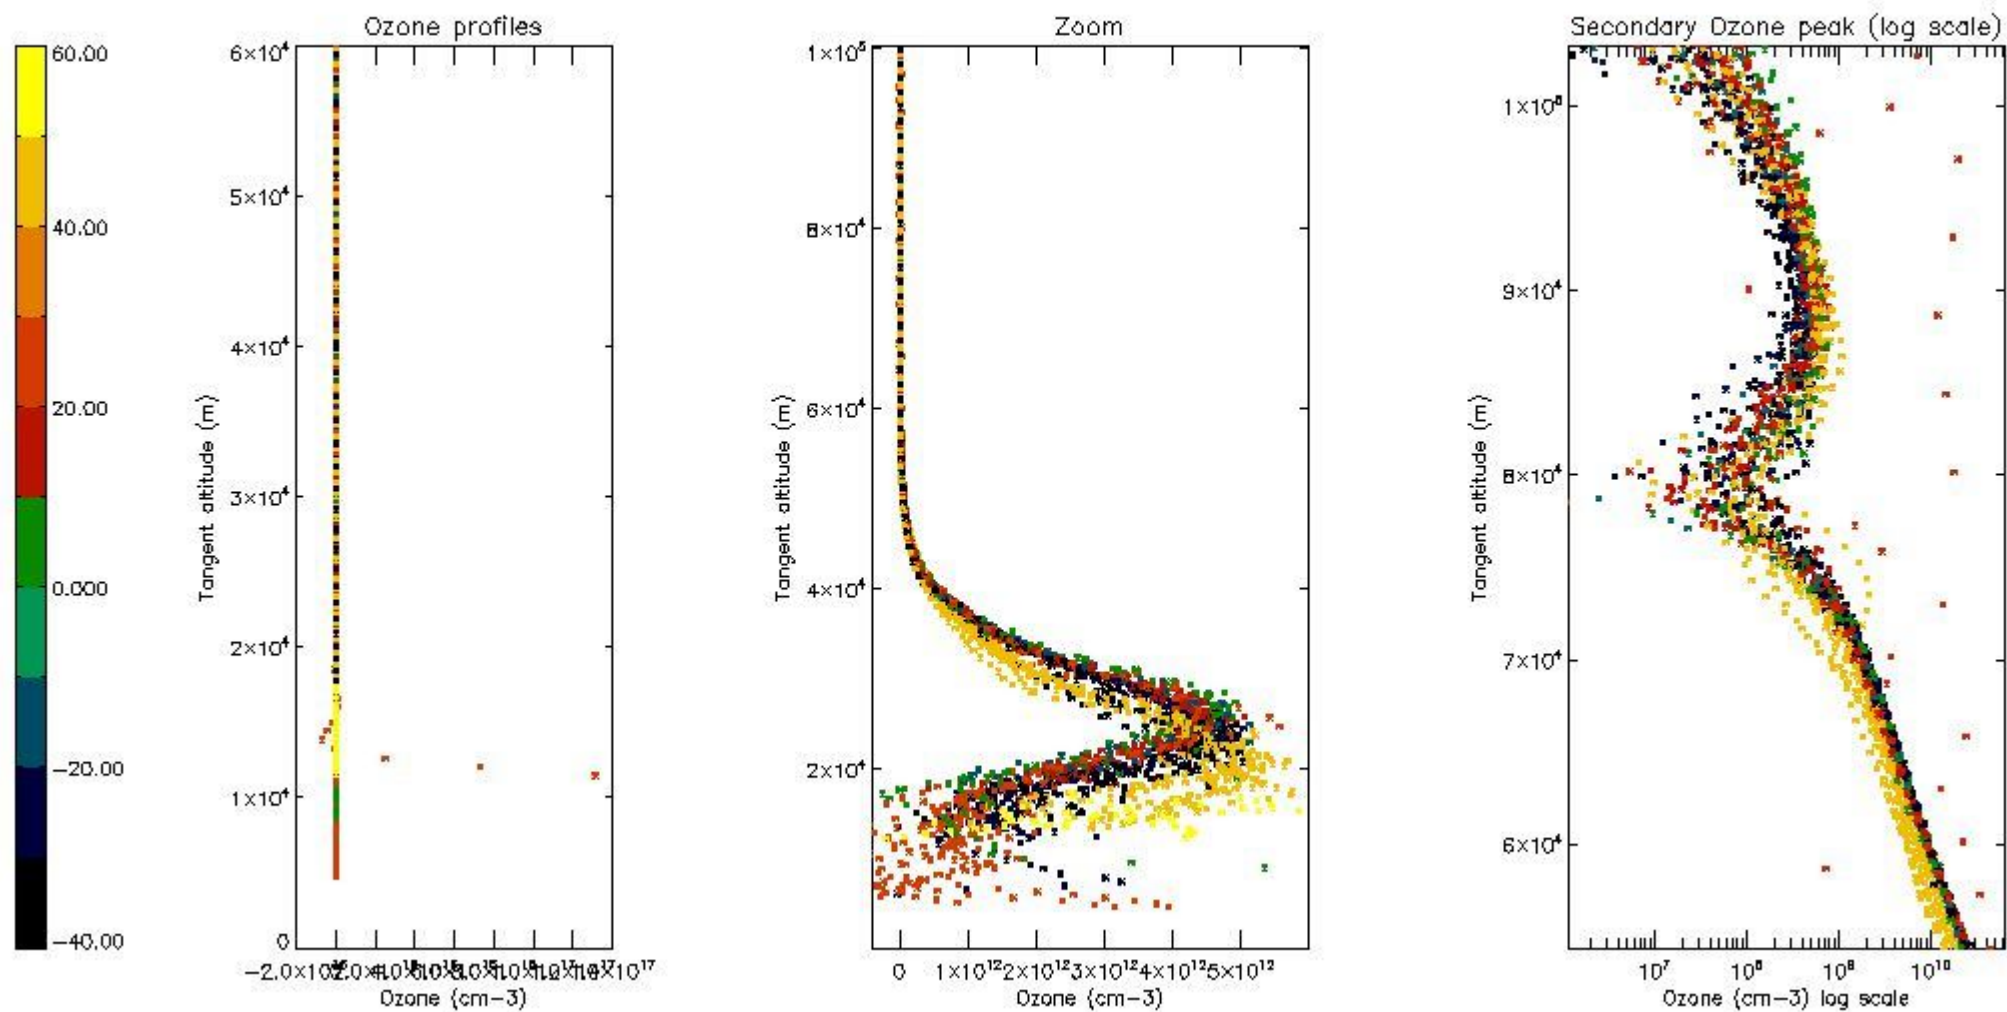 Ozone profiles
Zoom
Secondary Ozone peak (log scale)
60.00
40.00
20.00
0.000
−20.00
−40.00
6×10⁴
5×10⁴
4×10⁴
3×10⁴
2×10⁴
1×10⁴
0
Tangent altitude (m)
Ozone (cm−3)
1×10⁵
8×10⁴
6×10⁴
4×10⁴
2×10⁴
Tangent altitude (m)
0 1×10¹² 2×10¹² 3×10¹² 4×10¹² 5×10¹²
Ozone (cm−3)
9×10⁴
8×10⁴
7×10⁴
6×10⁴
Tangent altitude (m)
10⁷ 10⁸ 10⁹ 10¹⁰
Ozone (cm−3) log scale